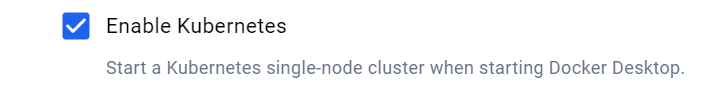 Enable Kubernetes
Start a Kubernetes single-node cluster when starting Docker Desktop.